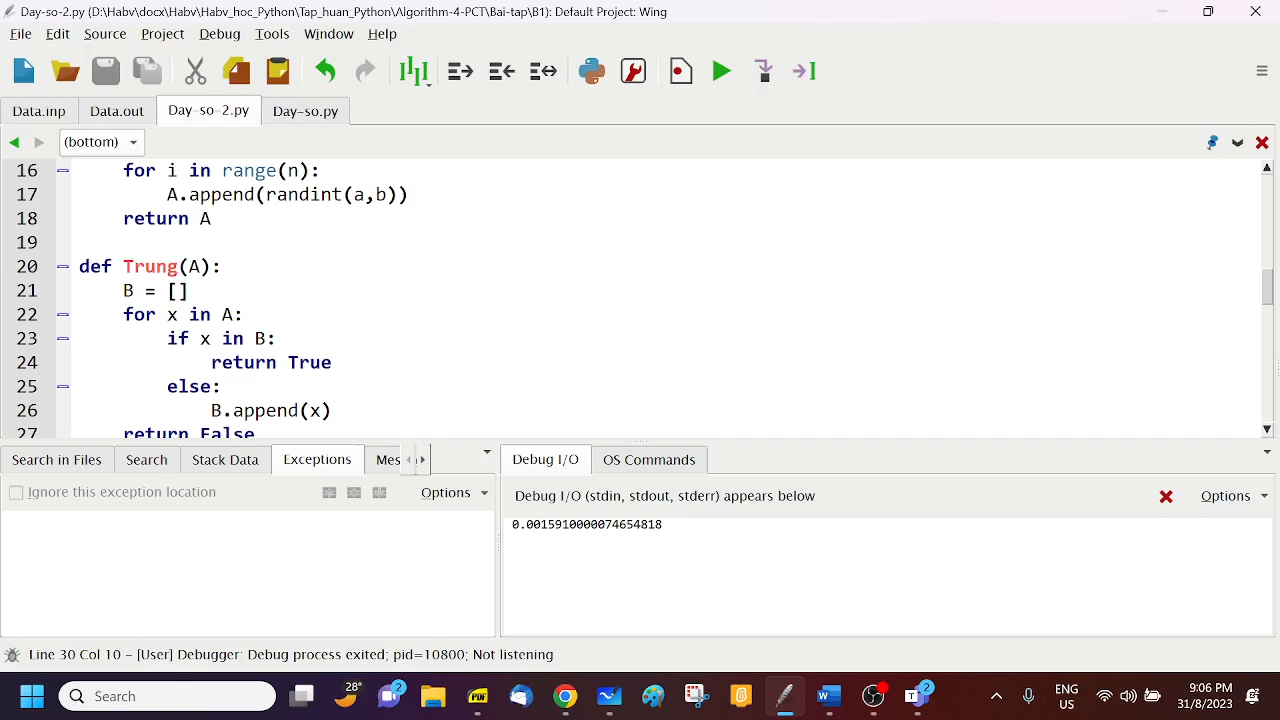 Day-so-2.py (D:\Habv\docx\Habv\Habv_hoc_Python\Tap_huan_Python\Algorithm-4-PCT\Bai-tap\B1): Default Project: Wing
File Edit Source Project Debug Tools Window Help
Data.inp Data.out Day-so-2.py Day-so.py
(bottom)
16 for i in range(n):
17 A.append(randint(a,b))
18 return A
19
20 def Trung(A):
21 B = []
22 for x in A:
23 if x in B:
24 return True
25 else:
26 B.append(x)
27 return False
Search in Files Search Stack Data Exceptions Mes
Debug I/O OS Commands
Ignore this exception location Options
Debug I/O (stdin, stdout, stderr) appears below Options
0.0015910000074654818
Line 30 Col 10 – [User] Debugger: Debug process exited; pid=10800; Not listening
Search 28° 2 PDF 2 ENG US 9:06 PM 31/8/2023